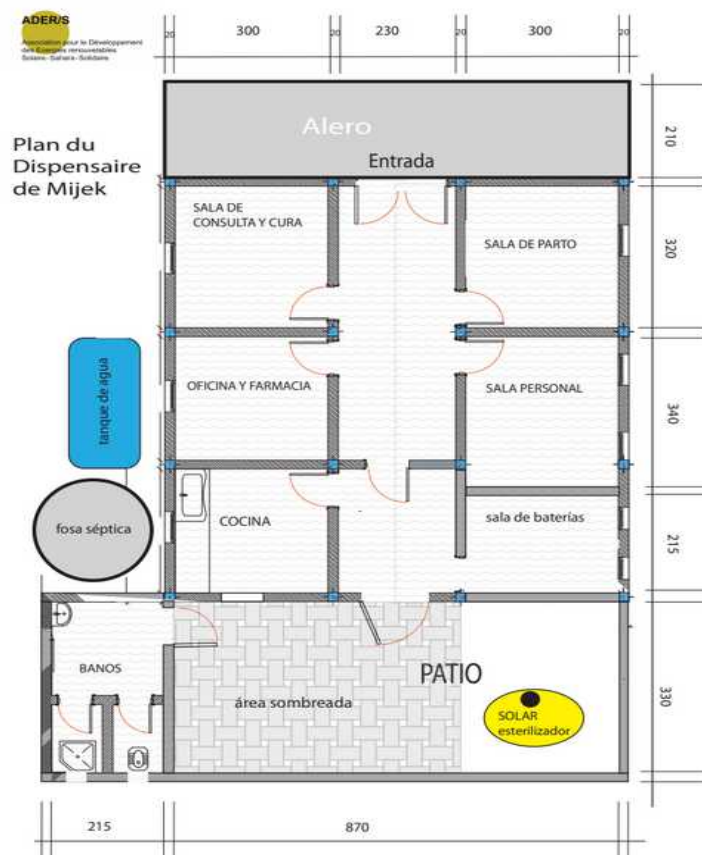 ADER/S
Association pour le Développement
des Énergies renouvelables
Solaire-Sahara-Solidaire
20
300
230
20
300
20
Alero
210
Entrada
Plan du
Dispensaire
de Mijek
SALA DE
CONSULTA Y CURA
SALA DE PARTO
320
tanque de agua
OFICINA Y FARMACIA
SALA PERSONAL
340
fosa séptica
COCINA
sala de baterías
215
BANOS
área sombreada
PATIO
SOLAR
esterilizador
330
215
870